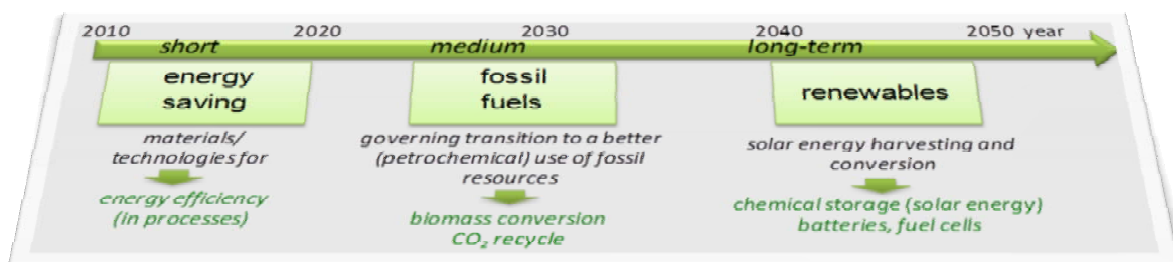 2010 2020 2030 2040 2050 year
short medium long-term
energy
saving
fossil
fuels
renewables
materials/
technologies for
energy efficiency
(in processes)
governing transition to a better
(petrochemical) use of fossil
resources
biomass conversion
CO₂ recycle
solar energy harvesting and
conversion
chemical storage (solar energy)
batteries, fuel cells